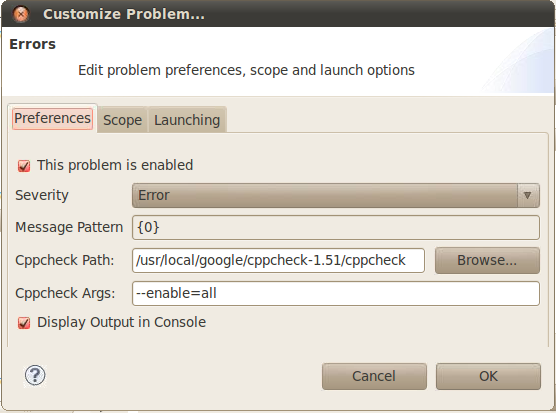 Customize Problem...
Errors
Edit problem preferences, scope and launch options
Preferences Scope Launching
This problem is enabled
Severity Error
Message Pattern {0}
Cppcheck Path: /usr/local/google/cppcheck-1.51/cppcheck Browse...
Cppcheck Args: --enable=all
Display Output in Console
? Cancel OK